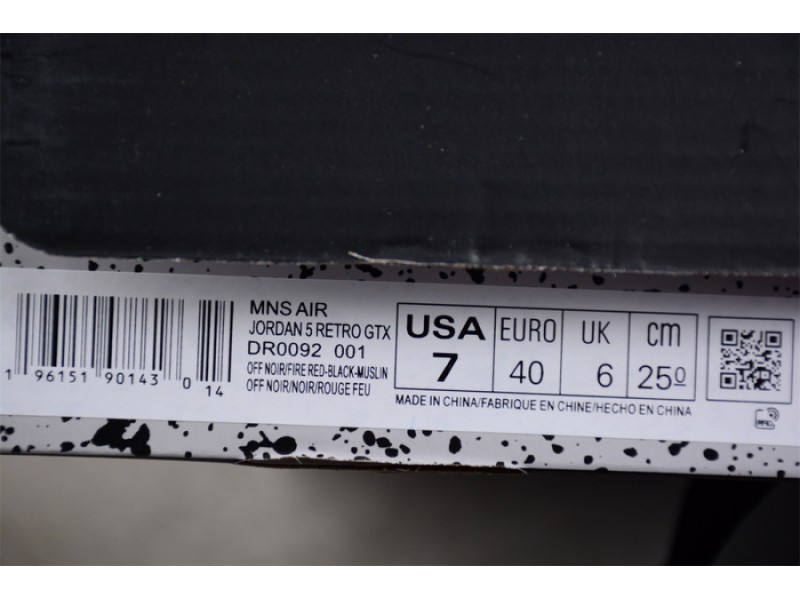 MNS AIR
JORDAN 5 RETRO GTX
DR0092 001
OFF NOIR/FIRE RED-BLACK-MUSLIN
OFF NOIR/NOIR/ROUGE FEU
1 96151 90143 0 14
USA EURO UK cm
7 40 6 25⁰
MADE IN CHINA/FABRIQUE EN CHINE/HECHO EN CHINA
RFID